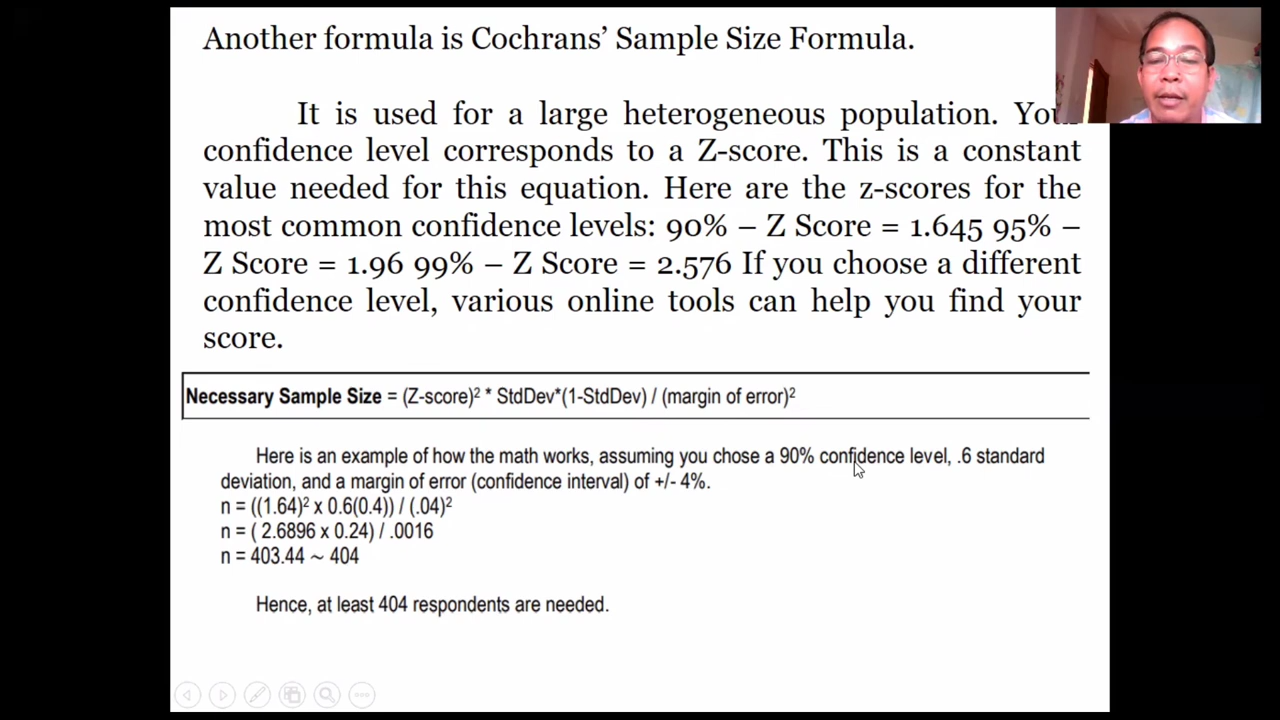 Another formula is Cochrans’ Sample Size Formula.
It is used for a large heterogeneous population. Your
confidence level corresponds to a Z-score. This is a constant
value needed for this equation. Here are the z-scores for the
most common confidence levels: 90% – Z Score = 1.645 95% –
Z Score = 1.96 99% – Z Score = 2.576 If you choose a different
confidence level, various online tools can help you find your
score.
Necessary Sample Size = (Z-score)² * StdDev*(1-StdDev) / (margin of error)²
Here is an example of how the math works, assuming you chose a 90% confidence level, .6 standard
deviation, and a margin of error (confidence interval) of +/- 4%.
n = ((1.64)² x 0.6(0.4)) / (.04)²
n = ( 2.6896 x 0.24) / .0016
n = 403.44 ~ 404
Hence, at least 404 respondents are needed.